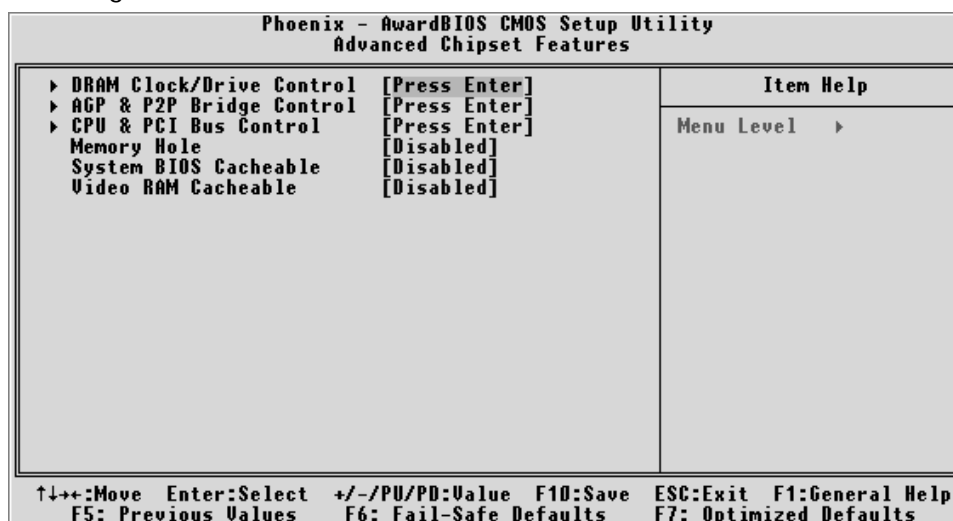 Phoenix - AwardBIOS CMOS Setup Utility
Advanced Chipset Features
▸ DRAM Clock/Drive Control [Press Enter]
▸ AGP & P2P Bridge Control [Press Enter]
▸ CPU & PCI Bus Control [Press Enter]
Memory Hole [Disabled]
System BIOS Cacheable [Disabled]
Video RAM Cacheable [Disabled]
Item Help
Menu Level ▸
↑↓→←:Move Enter:Select +/-/PU/PD:Value F10:Save ESC:Exit F1:General Help
F5: Previous Values F6: Fail-Safe Defaults F7: Optimized Defaults